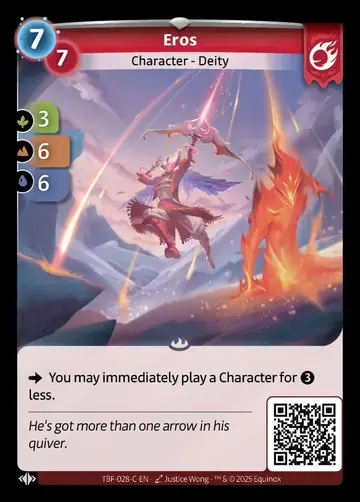 7
7
Eros
Character - Deity
3
6
6
You may immediately play a Character for 3
less.
He's got more than one arrow in his
quiver.
TBF-028-C-EN - Justice Wong - ™ & © 2025 Equinox